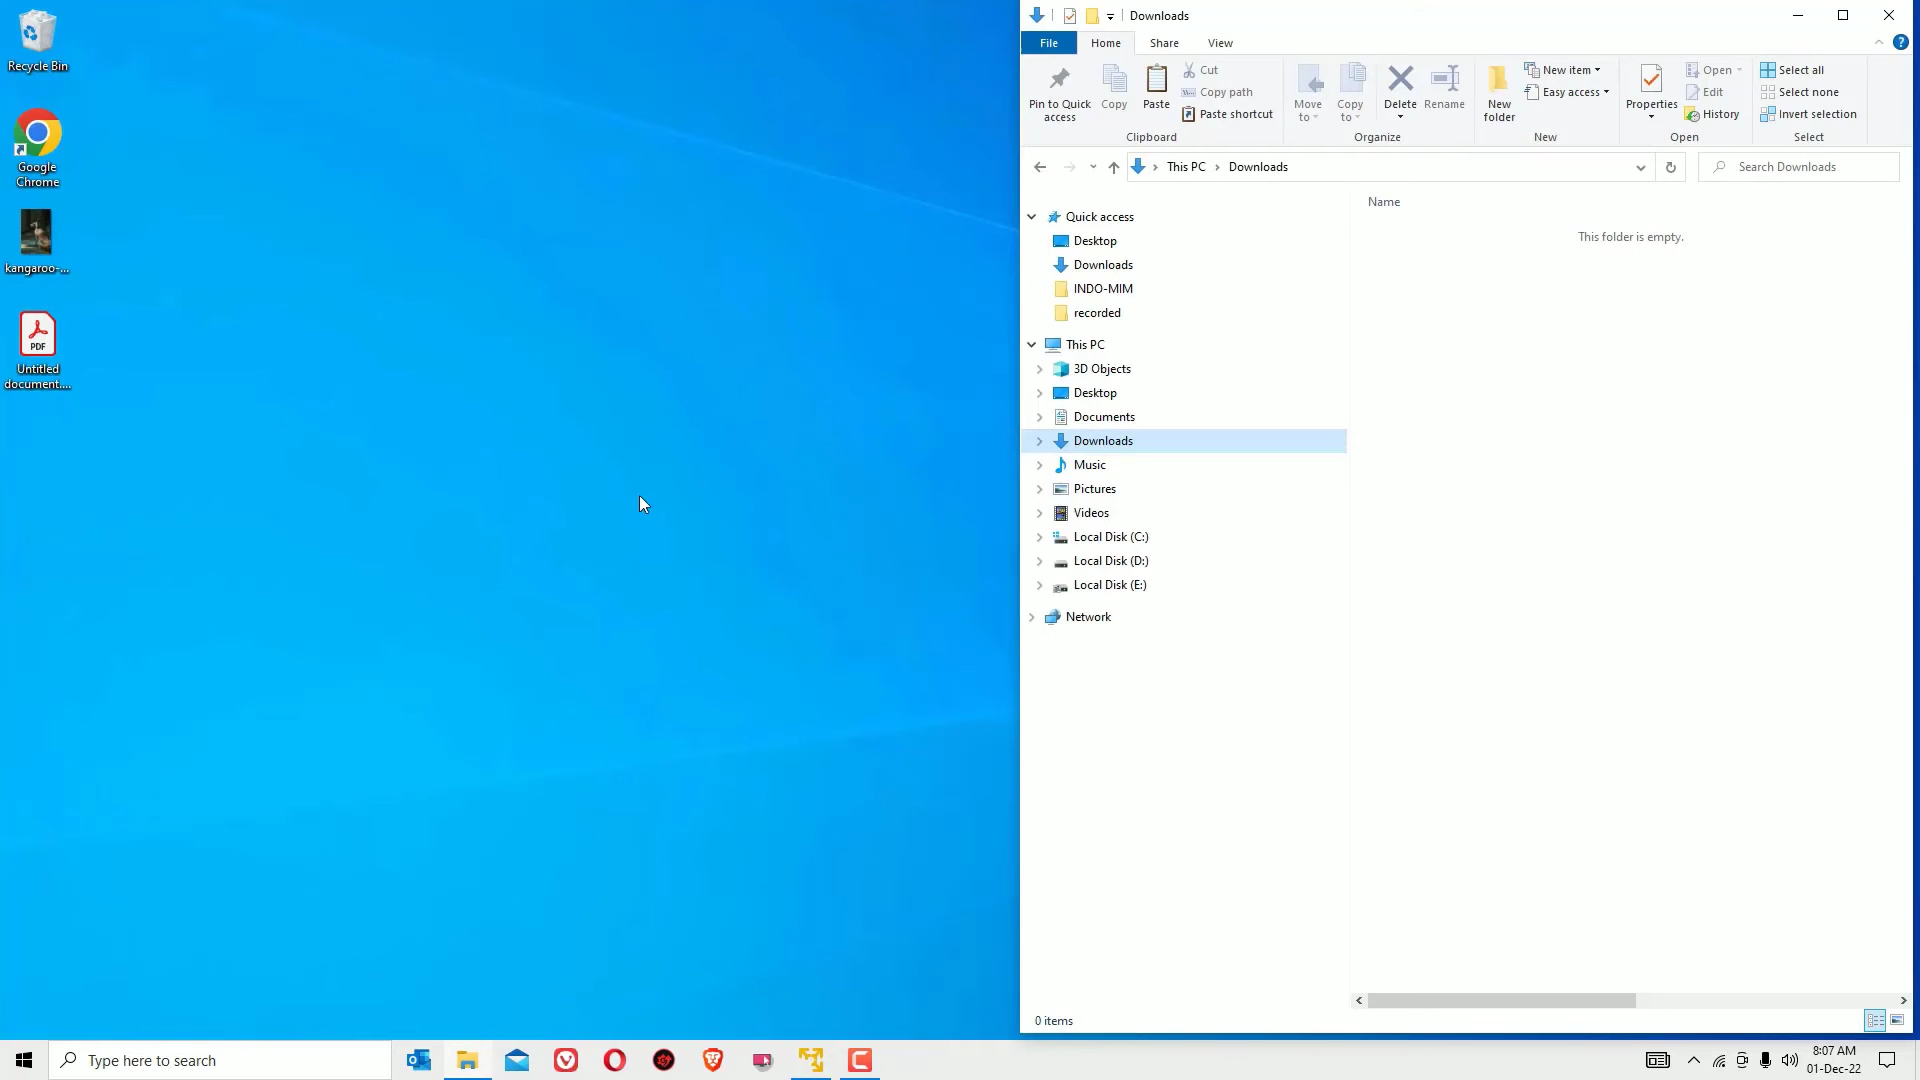 Recycle Bin
Google
Chrome
kangaroo-...
PDF
Untitled
document....
Downloads
File
Home
Share
View
Pin to Quick
access
Copy
Paste
Cut
Copy path
Paste shortcut
Clipboard
Move
to
Copy
to
Delete
Rename
Organize
New
folder
New item
Easy access
New
Properties
Open
Edit
History
Open
Select all
Select none
Invert selection
Select
This PC
Downloads
Search Downloads
Quick access
Desktop
Downloads
INDO-MIM
recorded
This PC
3D Objects
Desktop
Documents
Downloads
Music
Pictures
Videos
Local Disk (C:)
Local Disk (D:)
Local Disk (E:)
Network
Name
This folder is empty.
0 items
Type here to search
8:07 AM
01-Dec-22